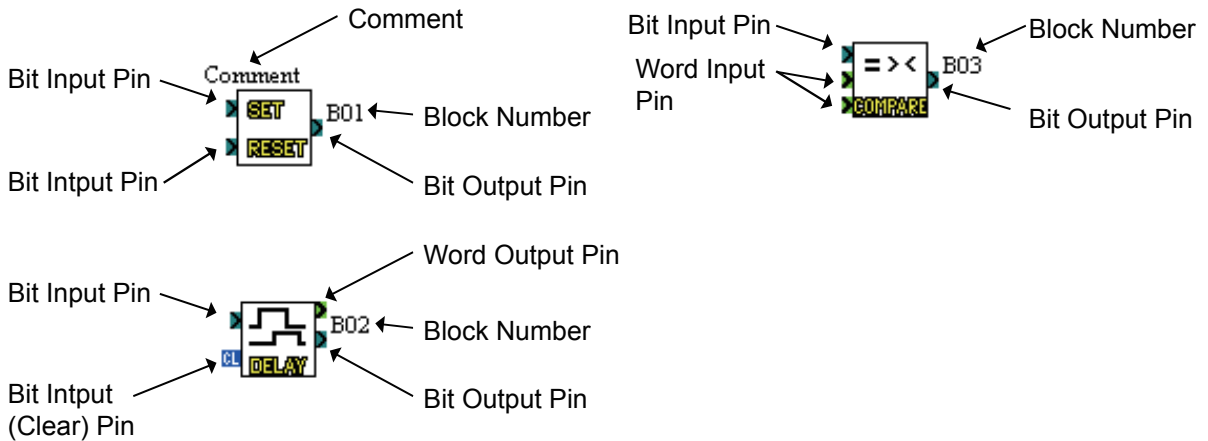 Comment
Bit Input Pin
Comment
SET
RESET
B01
Block Number
Bit Intput Pin
Bit Output Pin
Bit Input Pin
Word Input
Pin
= > <
COMPARE
B03
Block Number
Bit Output Pin
Word Output Pin
Bit Input Pin
B02
Block Number
CL
DELAY
Bit Intput
(Clear) Pin
Bit Output Pin